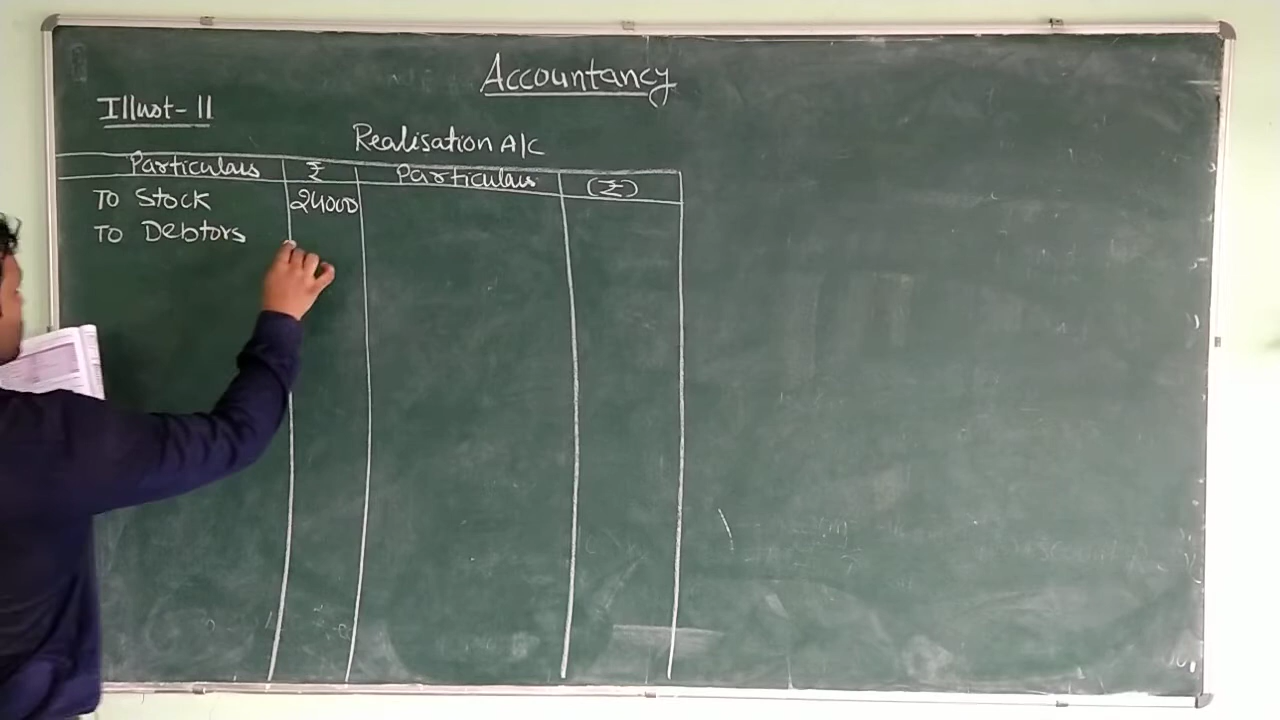 Accountancy
Illust- 11
Realisation A/c
Particulars ₹ Particulars (₹)
To Stock 24000
To Debtors